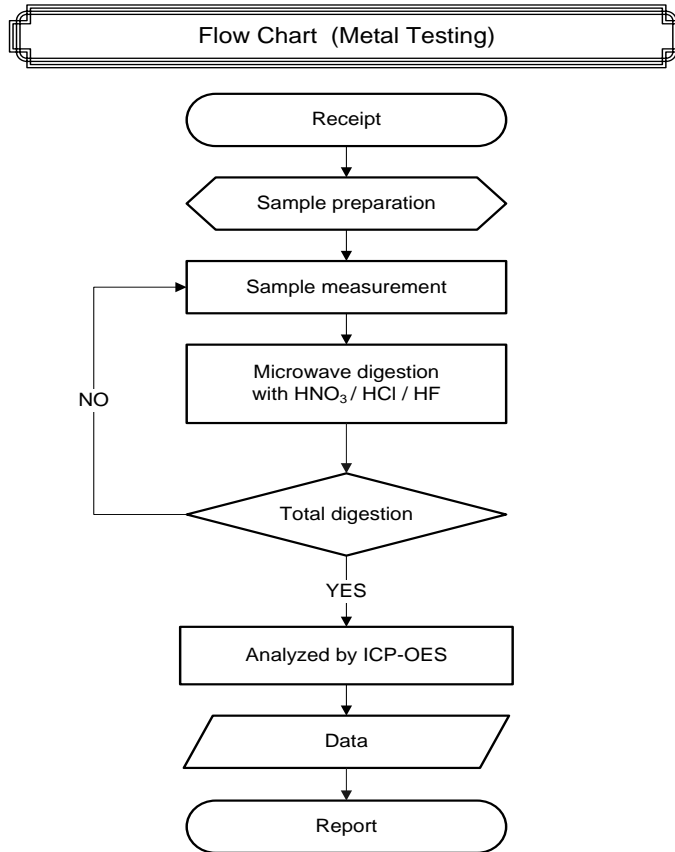 Flow Chart  (Metal Testing)
Receipt
Sample preparation
Sample measurement
Microwave digestion
with HNO₃ / HCl / HF
NO
Total digestion
YES
Analyzed by ICP-OES
Data
Report